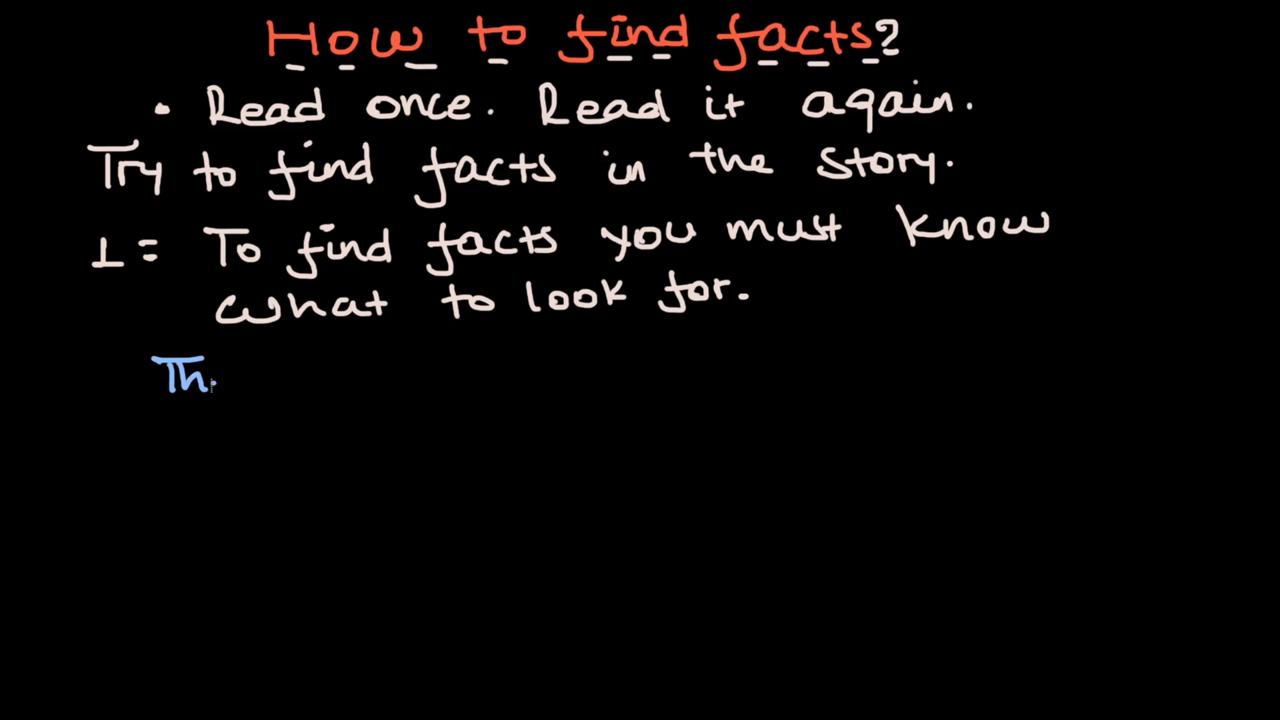 How to find facts?
• Read once. Read it again.
Try to find facts in the story.
1 = To find facts you must know
what to look for.
Th